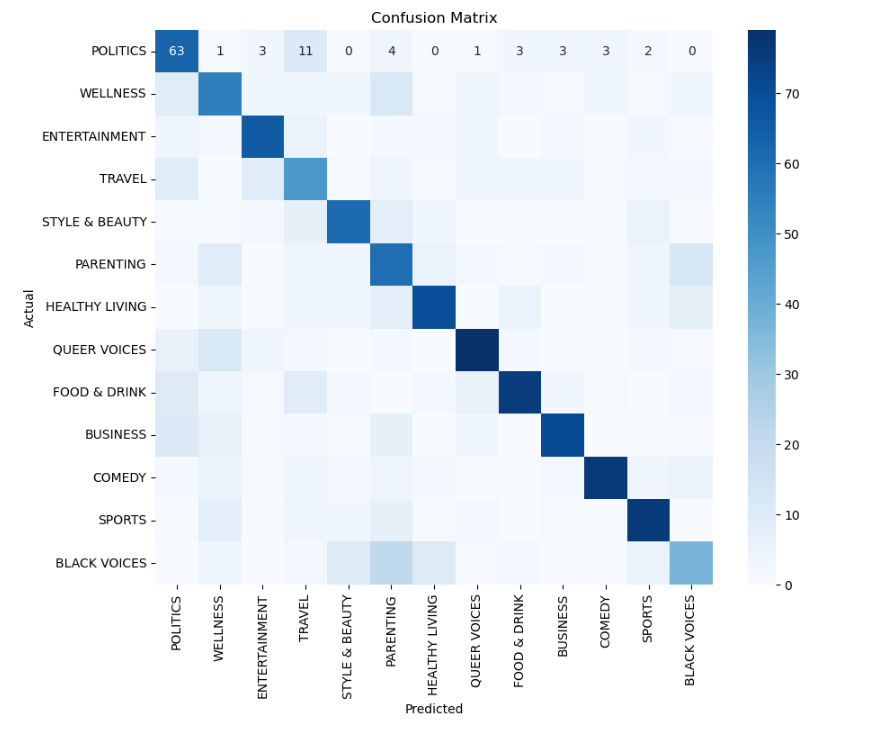 Confusion Matrix
POLITICS 63 1 3 11 0 4 0 1 3 3 3 2 0
WELLNESS
ENTERTAINMENT
TRAVEL
STYLE & BEAUTY
PARENTING
HEALTHY LIVING
QUEER VOICES
FOOD & DRINK
BUSINESS
COMEDY
SPORTS
BLACK VOICES
Actual
POLITICS
WELLNESS
ENTERTAINMENT
TRAVEL
STYLE & BEAUTY
PARENTING
HEALTHY LIVING
QUEER VOICES
FOOD & DRINK
BUSINESS
COMEDY
SPORTS
BLACK VOICES
Predicted
70
60
50
40
30
20
10
0